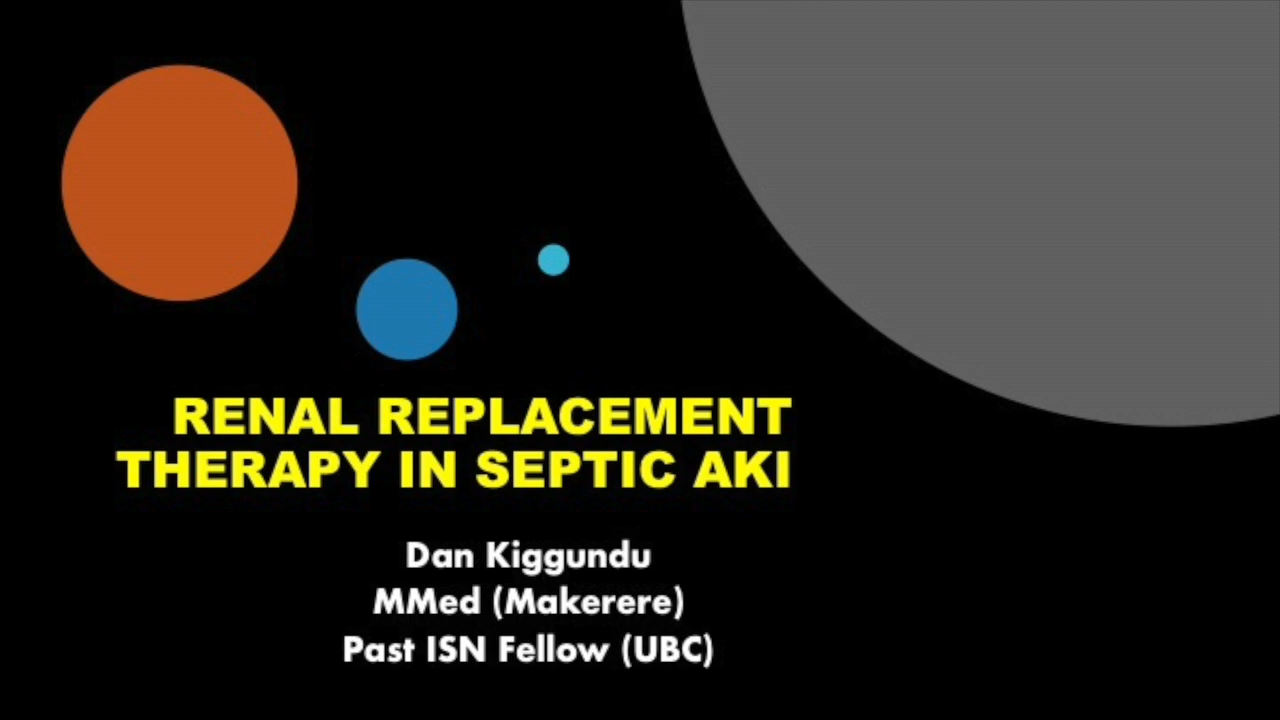 RENAL REPLACEMENT
THERAPY IN SEPTIC AKI
Dan Kiggundu
MMed (Makerere)
Past ISN Fellow (UBC)